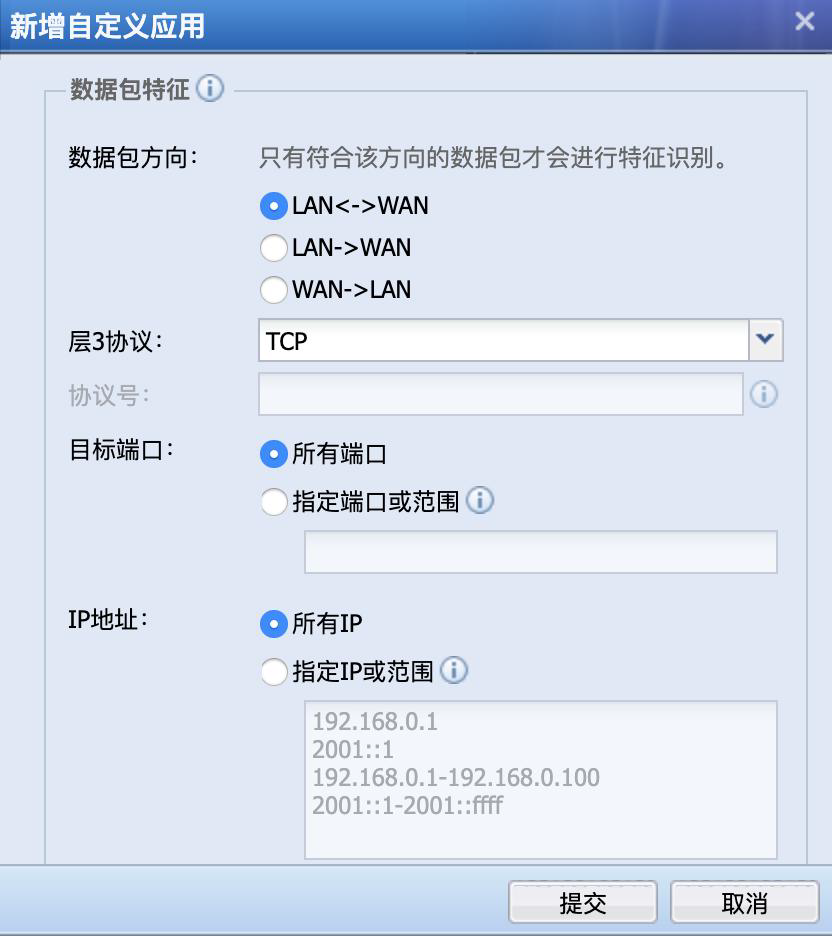 新增自定义应用
数据包特征
数据包方向：
只有符合该方向的数据包才会进行特征识别。
LAN<->WAN
LAN->WAN
WAN->LAN
层3协议：
TCP
协议号：
目标端口：
所有端口
指定端口或范围
IP地址：
所有IP
指定IP或范围
192.168.0.1
2001::1
192.168.0.1-192.168.0.100
2001::1-2001::ffff
提交
取消